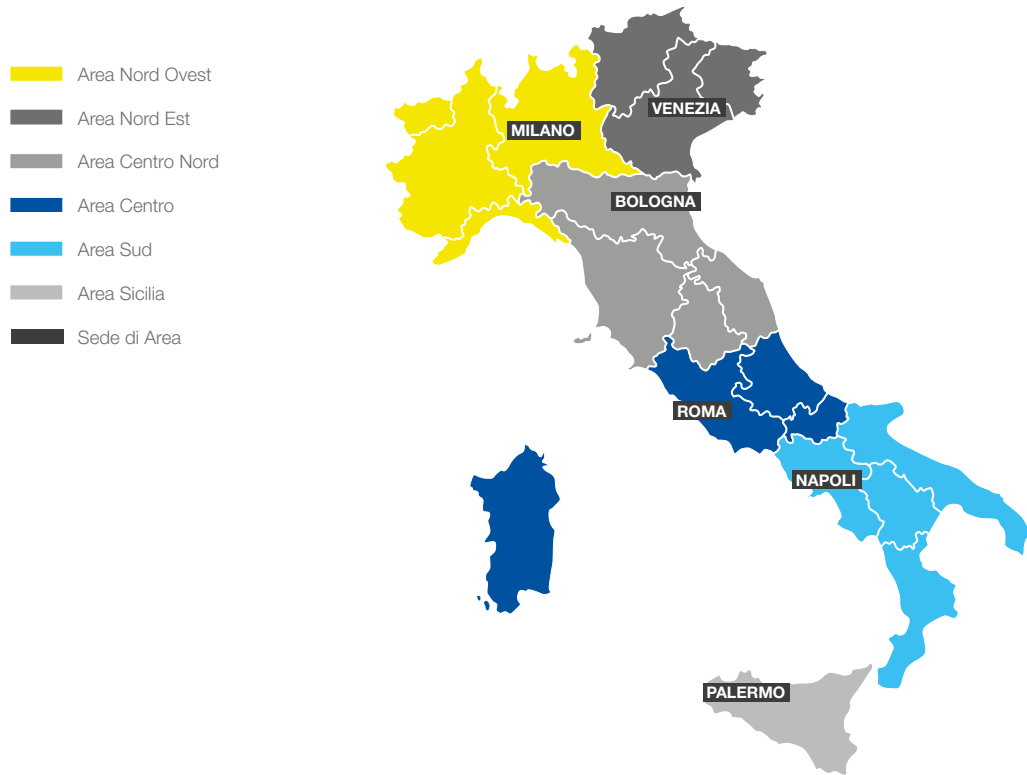 Area Nord Ovest
Area Nord Est
Area Centro Nord
Area Centro
Area Sud
Area Sicilia
Sede di Area
VENEZIA
MILANO
BOLOGNA
ROMA
NAPOLI
PALERMO